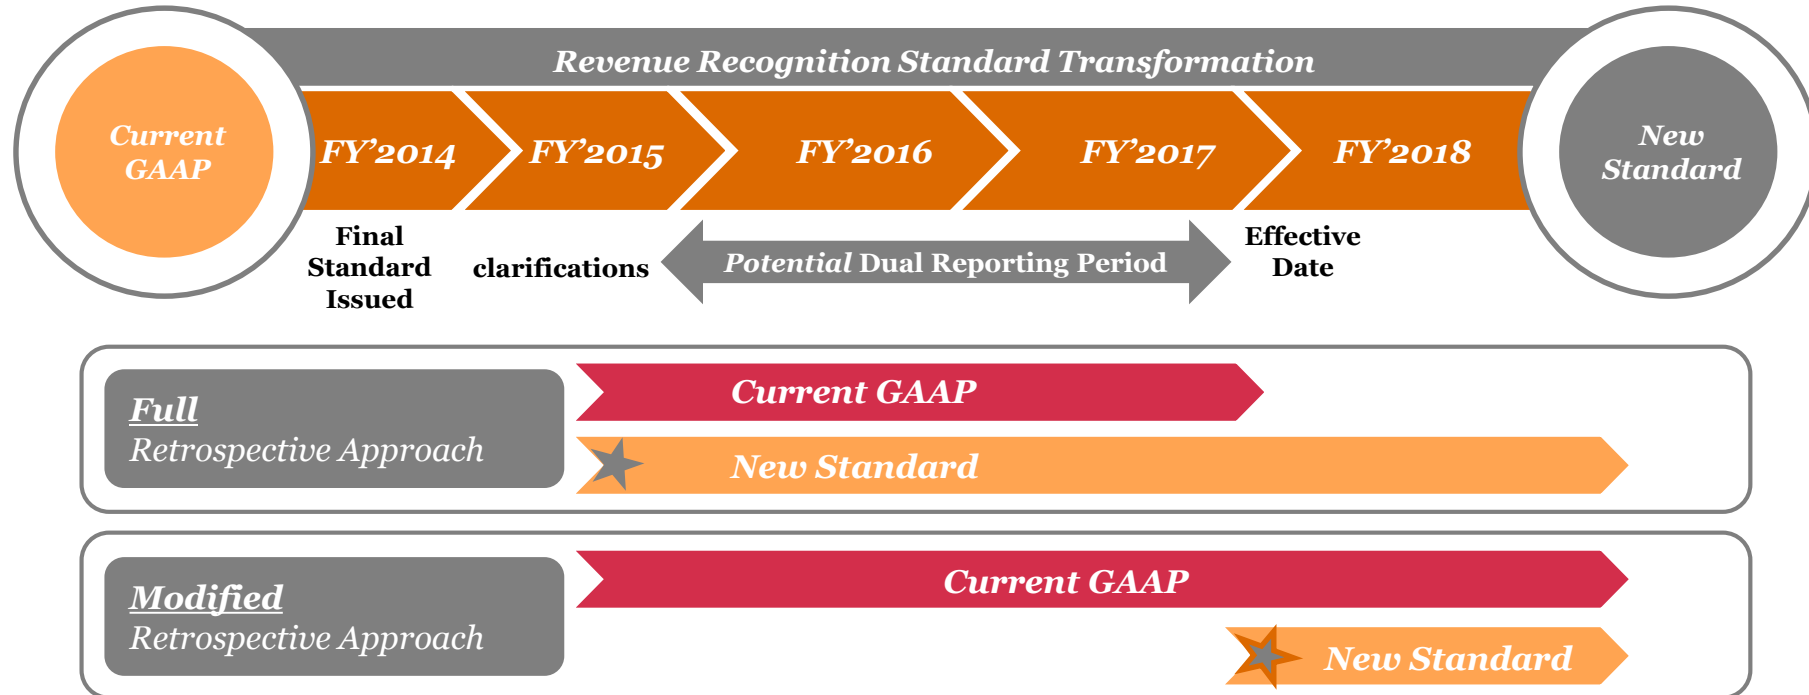 Revenue Recognition Standard Transformation
Current
GAAP
FY’2014
FY’2015
FY’2016
FY’2017
FY’2018
New
Standard
Final
Standard
Issued
clarifications
Potential Dual Reporting Period
Effective
Date
Full
Retrospective Approach
Current GAAP
New Standard
Modified
Retrospective Approach
Current GAAP
New Standard